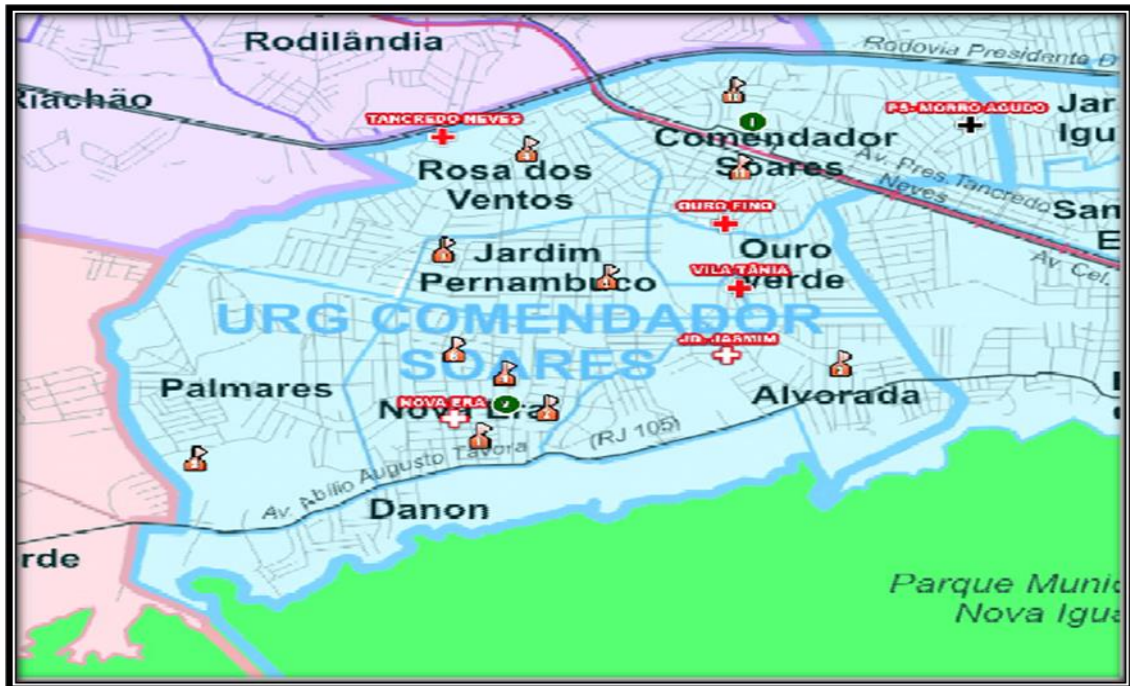 Rodilândia
Rodovia Presidente D
Riachão
TANCREDO NEVES
PS- MORRO AGUDO
Jar
Igu
Comendador
Soares
Rosa dos
Ventos
Av. Pres. Tancredo
Neves
OURO FINO
San
E
Jardim
Pernambuco
Ouro
Verde
Av. Cel.
VILA TÂNIA
URG COMENDADOR
SOARES
JD. JASMIM
Palmares
Alvorada
NOVA ERA
Nova Era
Av. Abílio Augusto Távora
(RJ 105)
Danon
rde
Parque Munic
Nova Igua